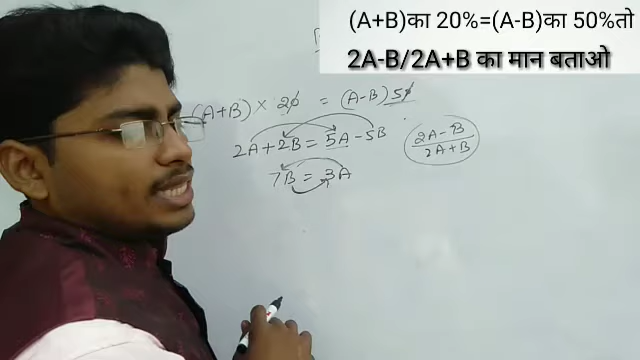 (A+B)का 20%=(A-B)का 50%तो
2A-B/2A+B का मान बताओ
(A+B) × 20 = (A-B) 50
2A+2B = 5A-5B
2A-B
2A+B
7B = 3A